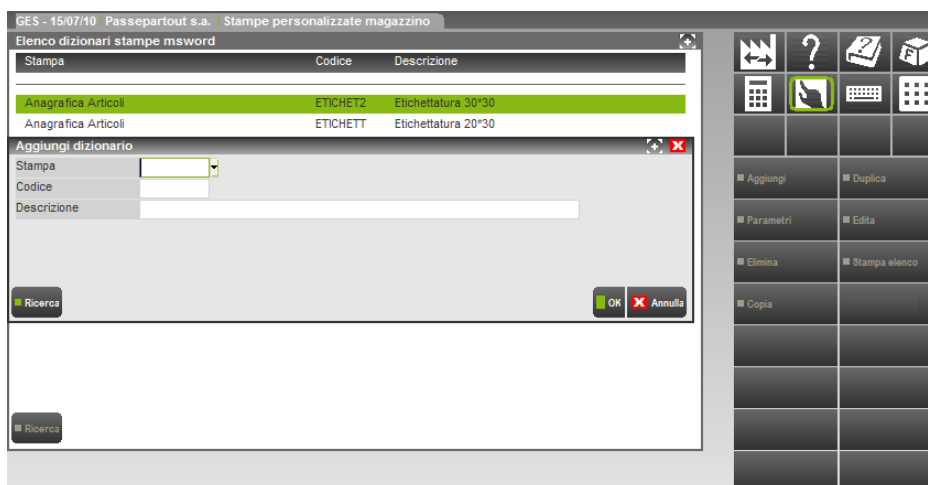 GES - 15/07/10 Passepartout s.a. Stampe personalizzate magazzino
Elenco dizionari stampe msword
Stampa Codice Descrizione
Anagrafica Articoli ETICHET2 Etichettatura 30*30
Anagrafica Articoli ETICHETT Etichettatura 20*30
Aggiungi dizionario
Stampa
Codice
Descrizione
Ricerca OK Annulla
Ricerca
Aggiungi Duplica
Parametri Edita
Elimina Stampa elenco
Copia